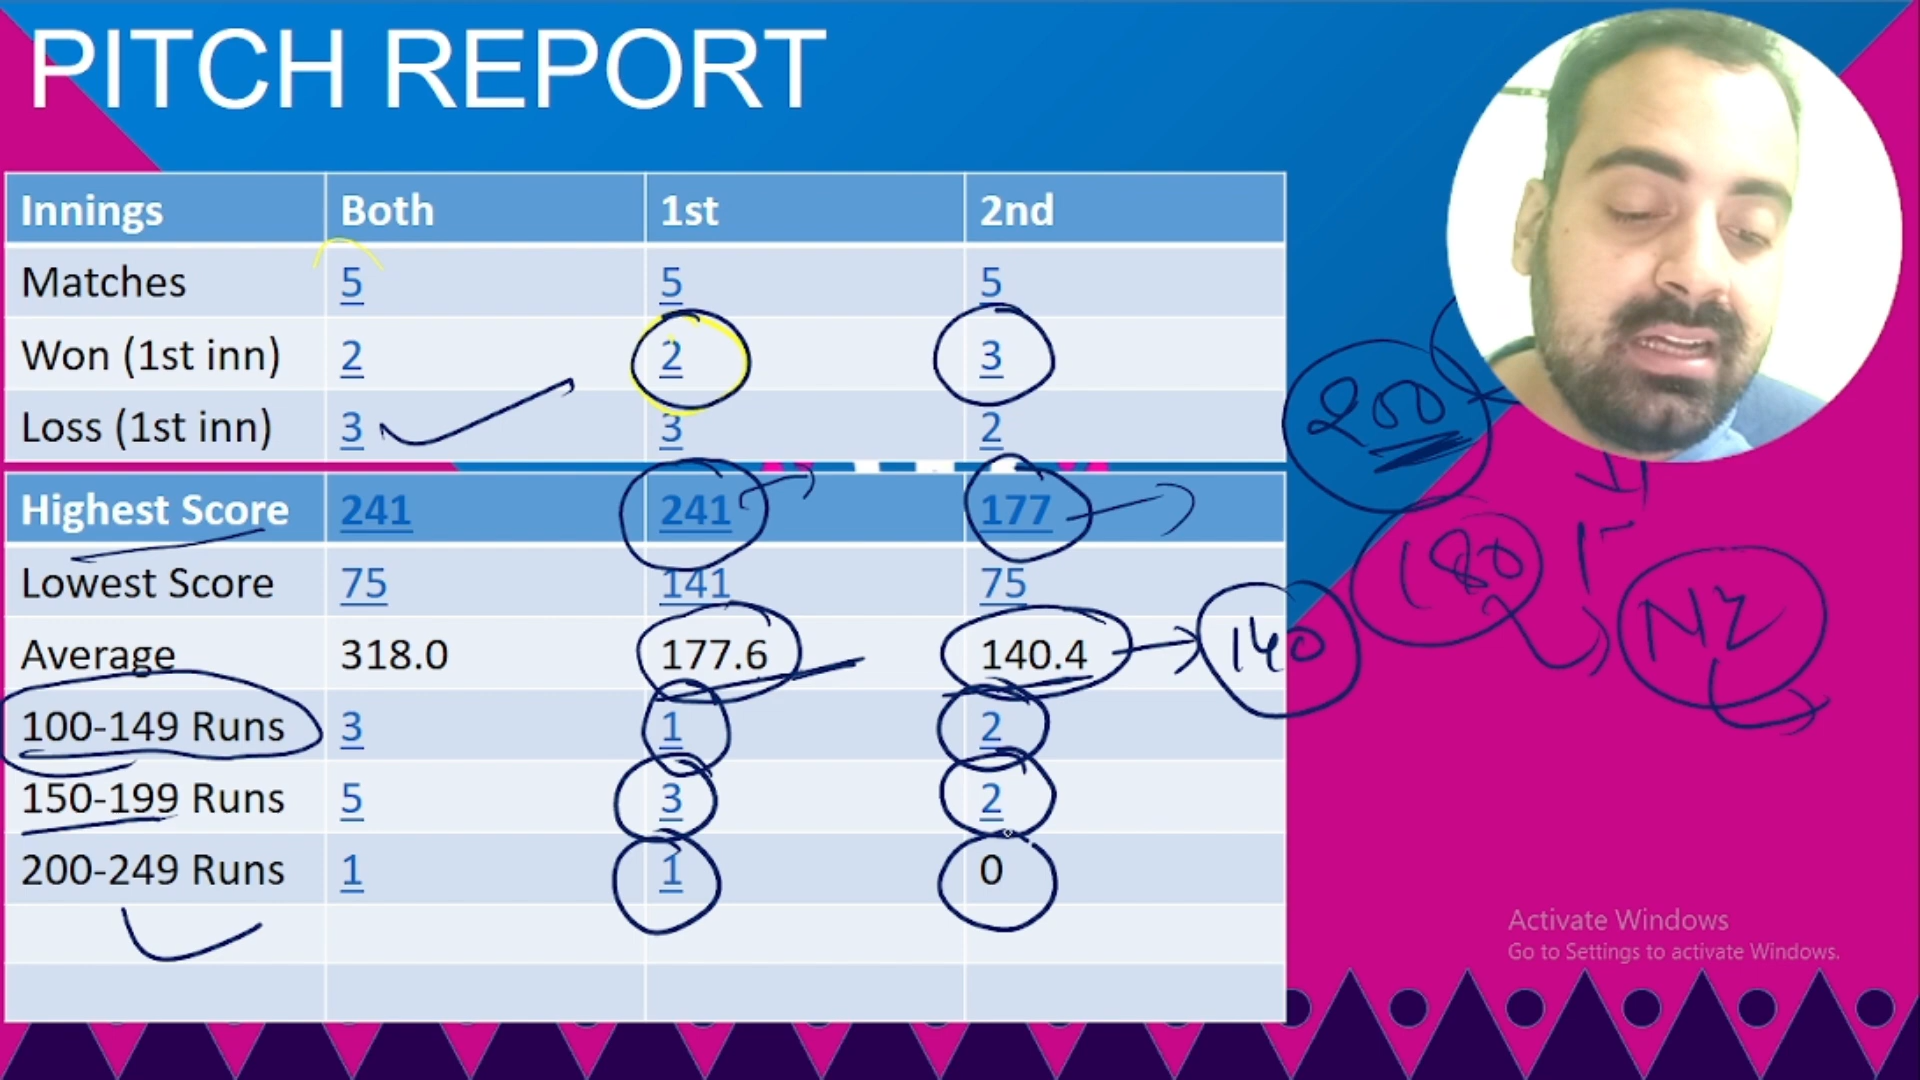 PITCH REPORT
Innings Both 1st 2nd
Matches 5 5 5
Won (1st inn) 2 2 3
Loss (1st inn) 3 3 2
200
Highest Score 241 241 177
180
Lowest Score 75 141 75
NZ
Average 318.0 177.6 140.4 140
100-149 Runs 3 1 2
150-199 Runs 5 3 2
200-249 Runs 1 1 0
Activate Windows
Go to Settings to activate Windows.